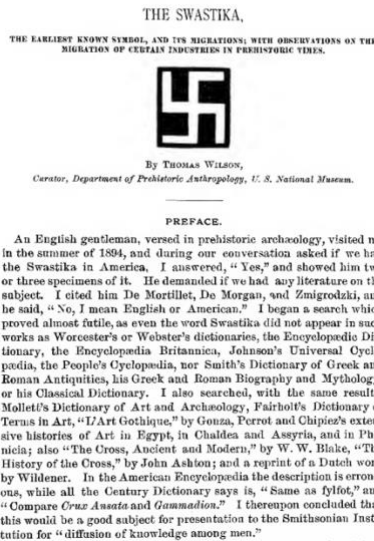 THE SWASTIKA,
THE EARLIEST KNOWN SYMBOL, AND ITS MIGRATIONS; WITH OBSERVATIONS ON THE
MIGRATION OF CERTAIN INDUSTRIES IN PREHISTORIC TIMES.
By THOMAS WILSON,
Curator, Department of Prehistoric Anthropology, U. S. National Museum.
PREFACE.
An English gentleman, versed in prehistoric archæology, visited m
in the summer of 1894, and during our conversation asked if we ha
the Swastika in America, I answered, "Yes," and showed him tw
or three specimens of it. He demanded if we had any literature on th
subject. I cited him De Mortillet, De Morgan, and Zmigrodzki, an
he said, "No, I mean English or American." I began a search whic
proved almost futile, as even the word Swastika did not appear in suc
works as Worcester's or Webster's dictionaries, the Encyclopædic Di
tionary, the Encyclopædia Britannica, Johnson's Universal Cycl
pædia, the People's Cyclopædia, nor Smith's Dictionary of Greek an
Roman Antiquities, his Greek and Roman Biography and Mytholog
or his Classical Dictionary. I also searched, with the same result
Mollett's Dictionary of Art and Archæology, Fairholt's Dictionary
Terms in Art, "L'Art Gothique," by Gonza, Perrot and Chipiez's exten
sive histories of Art in Egypt, in Chaldea and Assyria, and in Ph
nicia; also "The Cross, Ancient and Modern," by W. W. Blake, "Th
History of the Cross," by John Ashton; and a reprint of a Dutch wor
by Wildener. In the American Encyclopædia the description is errone
ous, while all the Century Dictionary says is, "Same as fylfot," an
"Compare Crux Ansata and Gammadion." I thereupon concluded tha
this would be a good subject for presentation to the Smithsonian Inst
tution for "diffusion of knowledge among men."